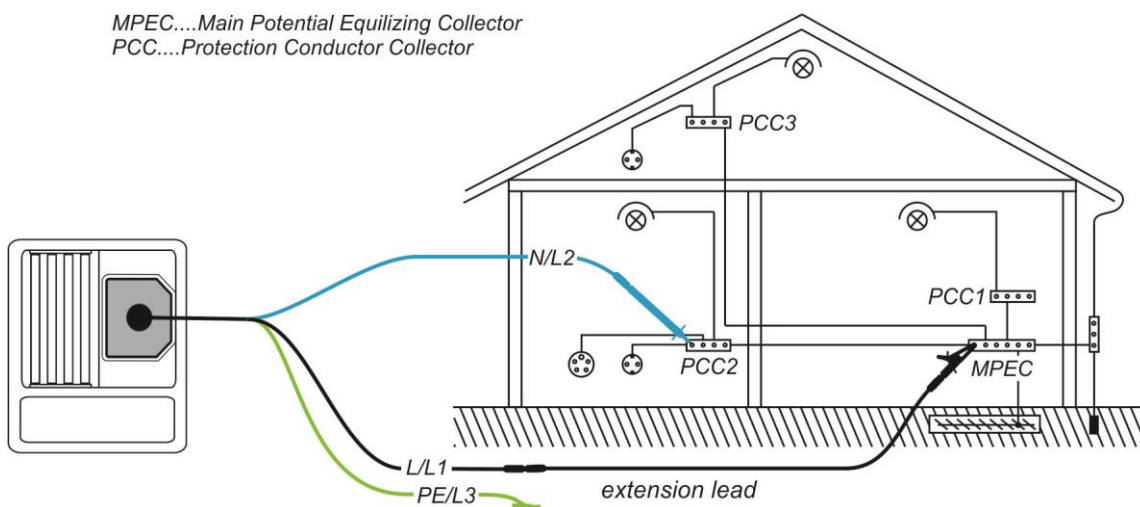 MPEC....Main Potential Equilizing Collector
PCC....Protection Conductor Collector
PCC3
N/L2
PCC1
PCC2
MPEC
L/L1
extension lead
PE/L3